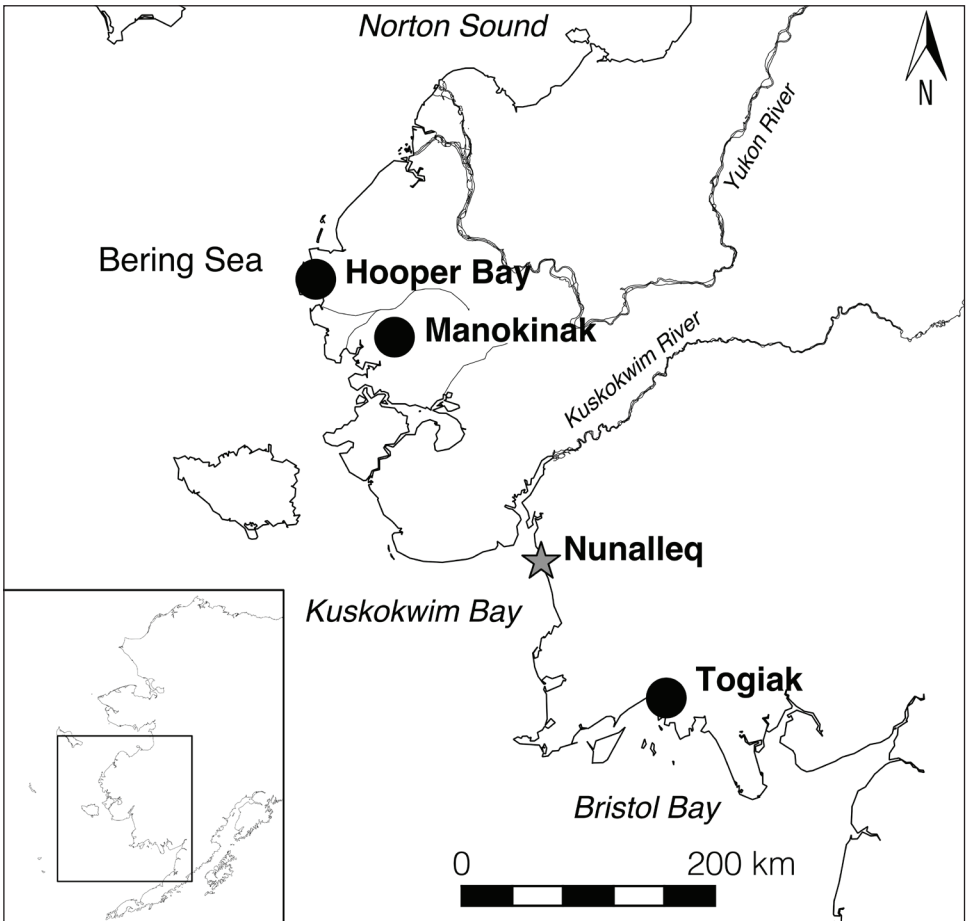 Norton Sound
N
Yukon River
Bering Sea
Hooper Bay
Manokinak
Kuskokwim River
Nunalleq
Kuskokwim Bay
Togiak
Bristol Bay
0 200 km